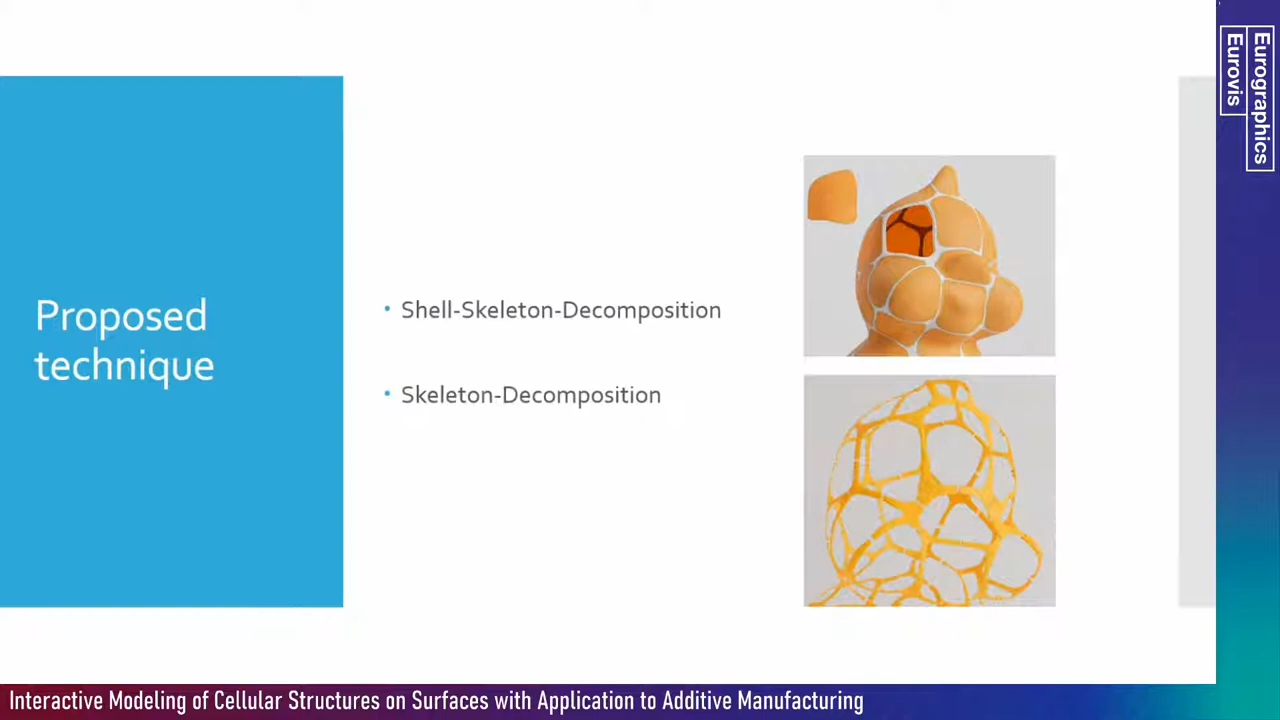 Proposed
technique
• Shell-Skeleton-Decomposition
• Skeleton-Decomposition
Eurographics
Eurovis
Interactive Modeling of Cellular Structures on Surfaces with Application to Additive Manufacturing